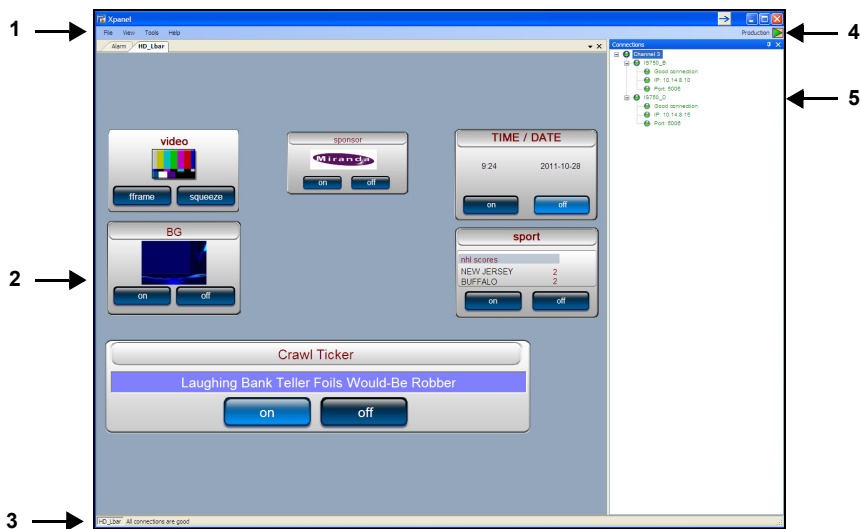 Xpanel
1
File View Tools Help
Production
4
Alarm HD_Lbar
Connections
Channel 3
IS750_B
Good connection
IP: 10.14.8.10
Port: 5006
5
IS750_D
Good connection
IP: 10.14.8.15
Port: 5006
video
fframe squeeze
sponsor
Miranda
on off
TIME / DATE
9:24 2011-10-28
on off
2
BG
on off
sport
nhl scores
NEW JERSEY 2
BUFFALO 2
on off
Crawl Ticker
Laughing Bank Teller Foils Would-Be Robber
on off
3
HD_Lbar All connections are good